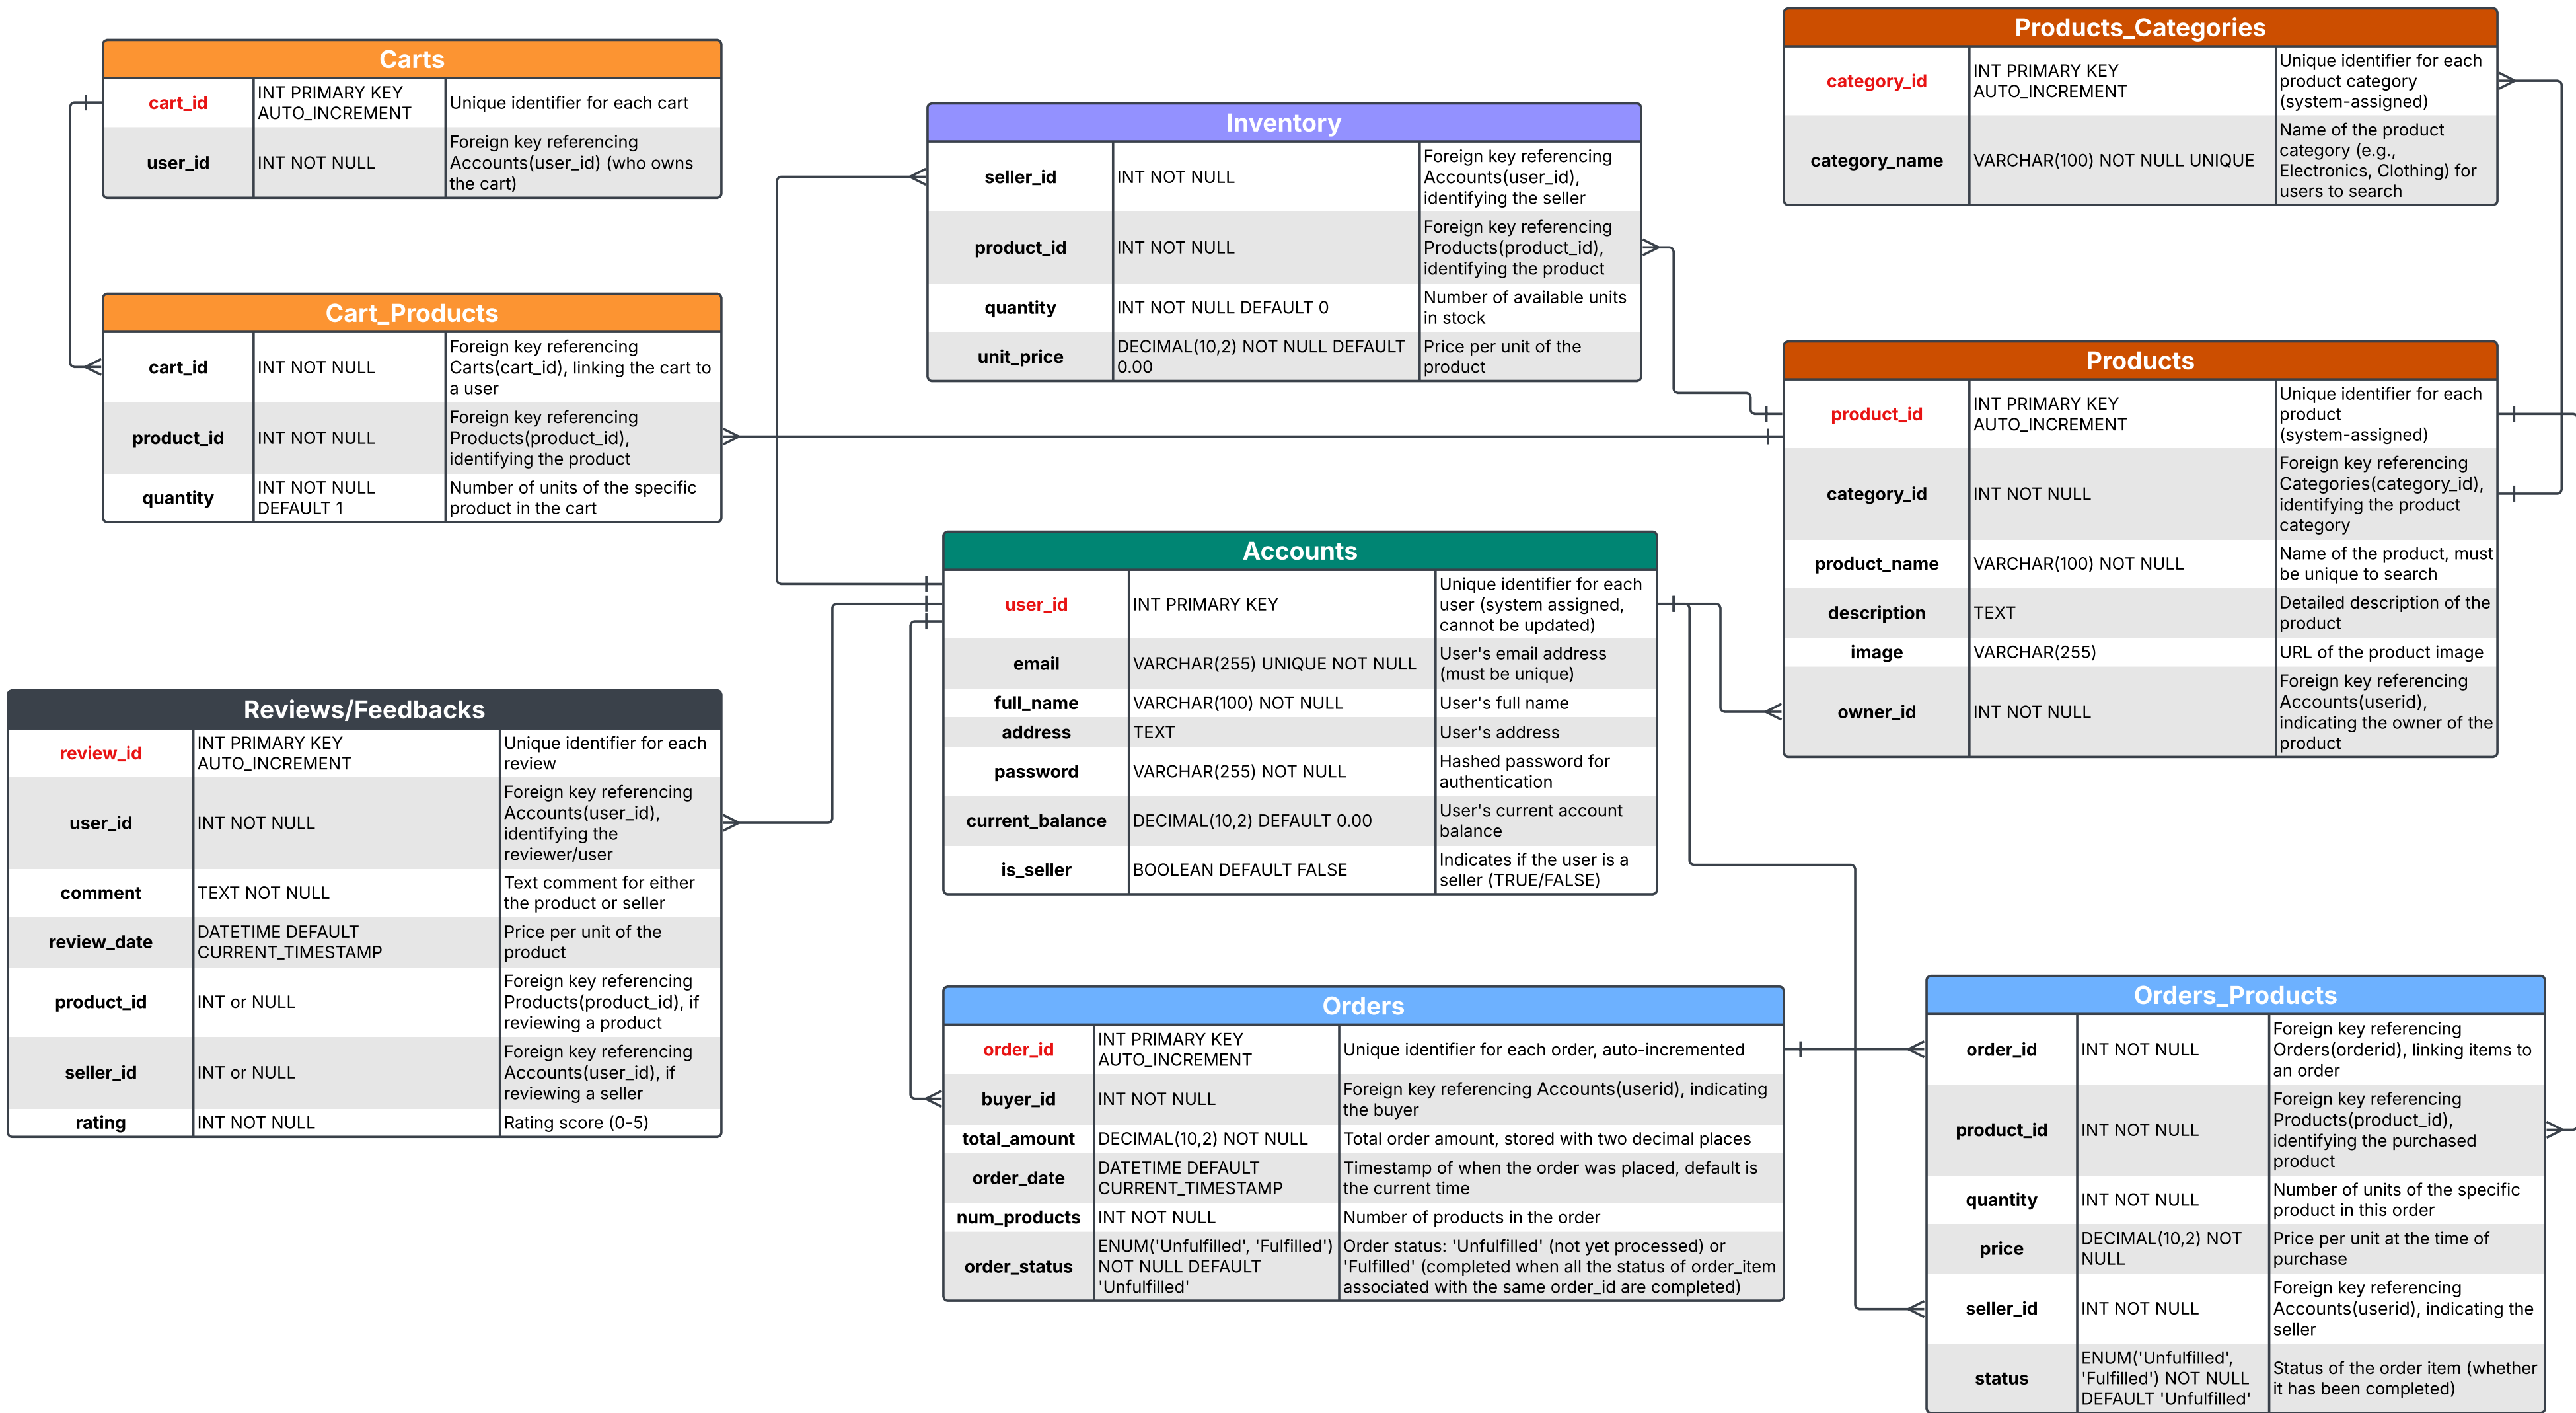 Carts
cart_id
INT PRIMARY KEY
AUTO_INCREMENT
Unique identifier for each cart
user_id
INT NOT NULL
Foreign key referencing
Accounts(user_id) (who owns
the cart)
Cart_Products
cart_id
INT NOT NULL
Foreign key referencing
Carts(cart_id), linking the cart to
a user
product_id
INT NOT NULL
Foreign key referencing
Products(product_id),
identifying the product
quantity
INT NOT NULL
DEFAULT 1
Number of units of the specific
product in the cart
Reviews/Feedbacks
review_id
INT PRIMARY KEY
AUTO_INCREMENT
Unique identifier for each
review
user_id
INT NOT NULL
Foreign key referencing
Accounts(user_id),
identifying the
reviewer/user
comment
TEXT NOT NULL
Text comment for either
the product or seller
review_date
DATETIME DEFAULT
CURRENT_TIMESTAMP
Price per unit of the
product
product_id
INT or NULL
Foreign key referencing
Products(product_id), if
reviewing a product
seller_id
INT or NULL
Foreign key referencing
Accounts(user_id), if
reviewing a seller
rating
INT NOT NULL
Rating score (0-5)
Inventory
seller_id
INT NOT NULL
Foreign key referencing
Accounts(user_id),
identifying the seller
product_id
INT NOT NULL
Foreign key referencing
Products(product_id),
identifying the product
quantity
INT NOT NULL DEFAULT 0
Number of available units
in stock
unit_price
DECIMAL(10,2) NOT NULL DEFAULT
0.00
Price per unit of the
product
Accounts
user_id
INT PRIMARY KEY
Unique identifier for each
user (system assigned,
cannot be updated)
email
VARCHAR(255) UNIQUE NOT NULL
User's email address
(must be unique)
full_name
VARCHAR(100) NOT NULL
User's full name
address
TEXT
User's address
password
VARCHAR(255) NOT NULL
Hashed password for
authentication
current_balance
DECIMAL(10,2) DEFAULT 0.00
User's current account
balance
is_seller
BOOLEAN DEFAULT FALSE
Indicates if the user is a
seller (TRUE/FALSE)
Orders
order_id
INT PRIMARY KEY
AUTO_INCREMENT
Unique identifier for each order, auto-incremented
buyer_id
INT NOT NULL
Foreign key referencing Accounts(userid), indicating
the buyer
total_amount
DECIMAL(10,2) NOT NULL
Total order amount, stored with two decimal places
order_date
DATETIME DEFAULT
CURRENT_TIMESTAMP
Timestamp of when the order was placed, default is
the current time
num_products
INT NOT NULL
Number of products in the order
order_status
ENUM('Unfulfilled', 'Fulfilled')
NOT NULL DEFAULT
'Unfulfilled'
Order status: 'Unfulfilled' (not yet processed) or
'Fulfilled' (completed when all the status of order_item
associated with the same order_id are completed)
Products_Categories
category_id
INT PRIMARY KEY
AUTO_INCREMENT
Unique identifier for each
product category
(system-assigned)
category_name
VARCHAR(100) NOT NULL UNIQUE
Name of the product
category (e.g.,
Electronics, Clothing) for
users to search
Products
product_id
INT PRIMARY KEY
AUTO_INCREMENT
Unique identifier for each
product
(system-assigned)
category_id
INT NOT NULL
Foreign key referencing
Categories(category_id),
identifying the product
category
product_name
VARCHAR(100) NOT NULL
Name of the product, must
be unique to search
description
TEXT
Detailed description of the
product
image
VARCHAR(255)
URL of the product image
owner_id
INT NOT NULL
Foreign key referencing
Accounts(userid),
indicating the owner of the
product
Orders_Products
order_id
INT NOT NULL
Foreign key referencing
Orders(orderid), linking items to
an order
product_id
INT NOT NULL
Foreign key referencing
Products(product_id),
identifying the purchased
product
quantity
INT NOT NULL
Number of units of the specific
product in this order
price
DECIMAL(10,2) NOT
NULL
Price per unit at the time of
purchase
seller_id
INT NOT NULL
Foreign key referencing
Accounts(userid), indicating the
seller
status
ENUM('Unfulfilled',
'Fulfilled') NOT NULL
DEFAULT 'Unfulfilled'
Status of the order item (whether
it has been completed)